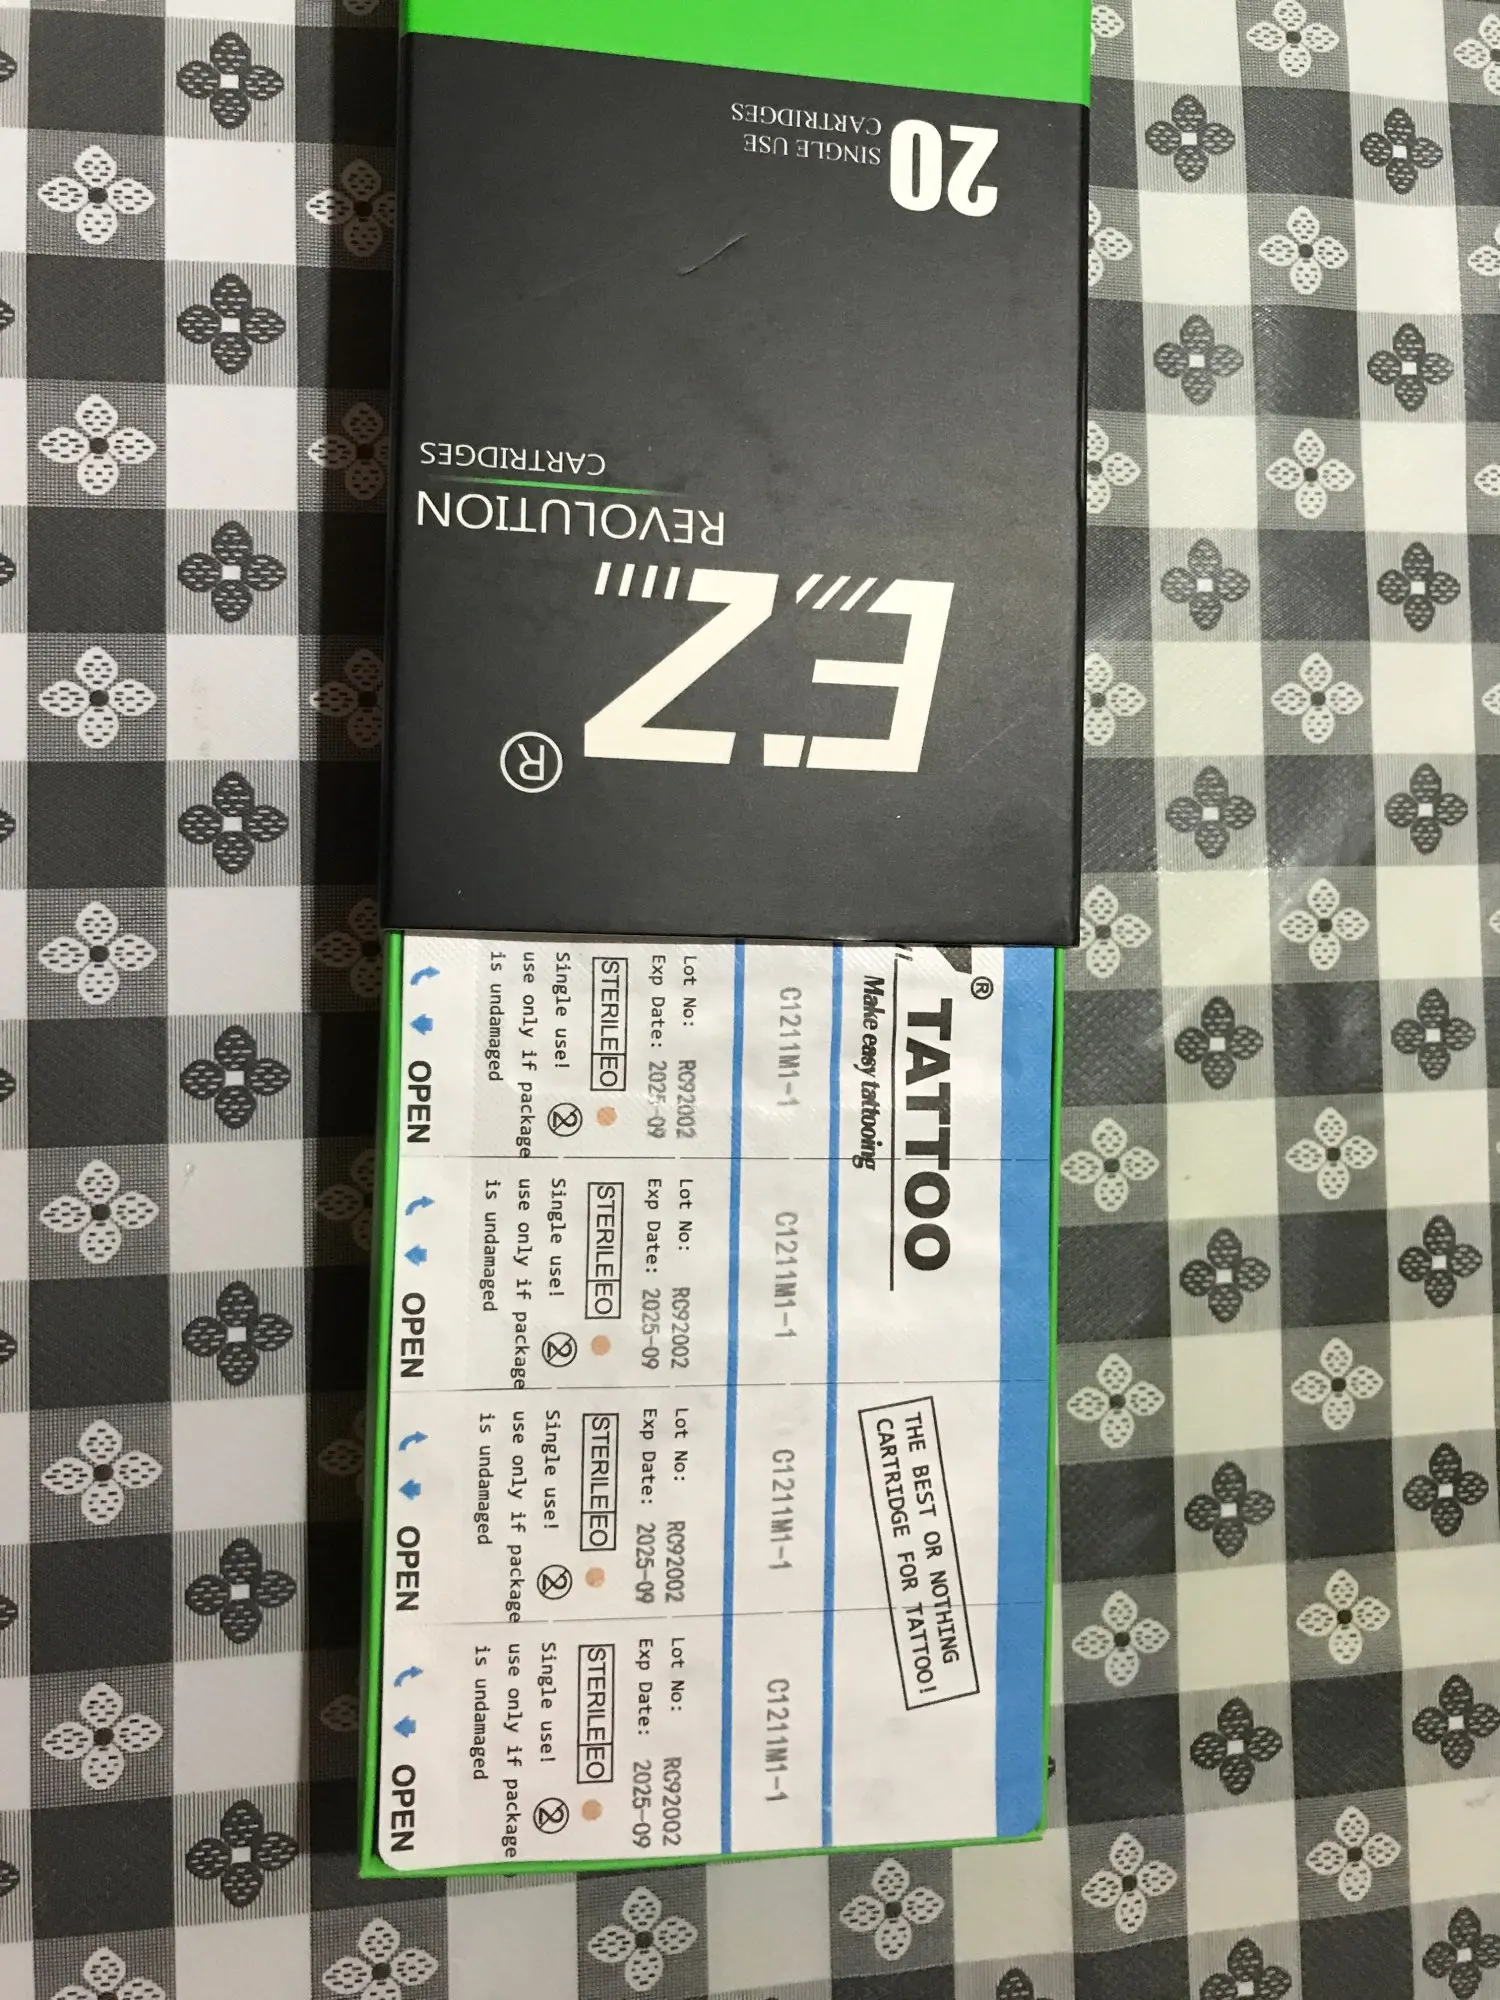 20
SINGLE USE
CARTRIDGES
EZ®
REVOLUTION
CARTRIDGES
® TATTOO
Make easy tattooing
THE BEST OR NOTHING
CARTRIDGE FOR TATTOO!
C1211M1-1
Lot No: RC92002
Exp Date: 2025-09
STERILE EO
Single use! 2
use only if package
is undamaged
OPEN
C1211M1-1
Lot No: RC92002
Exp Date: 2025-09
STERILE EO
Single use! 2
use only if package
is undamaged
OPEN
C1211M1-1
Lot No: RC92002
Exp Date: 2025-09
STERILE EO
Single use! 2
use only if package
is undamaged
OPEN
C1211M1-1
Lot No: RC92002
Exp Date: 2025-09
STERILE EO
Single use! 2
use only if package
is undamaged
OPEN